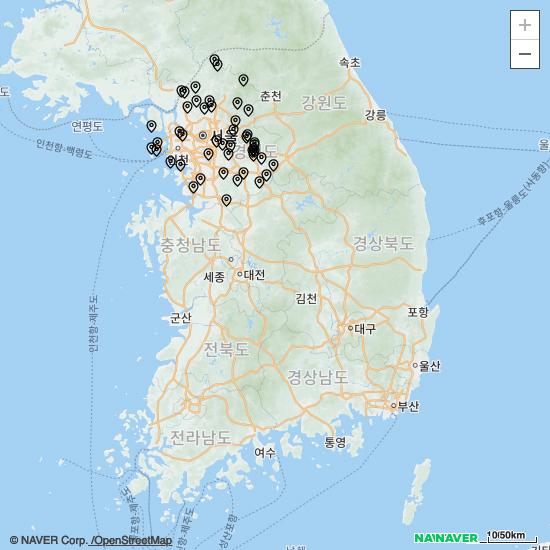 +
−
속초
춘천
강원도
강릉
연평도
서울
인천항-백령도
인천
경기도
울
후포항-울릉도(사동항)
충청남도
경상북도
세종
대전
김천
인천항-제주도
군산
포항
대구
전북도
울산
경상남도
부산
전라남도
여수
통영
© NAVER Corp. /OpenStreetMap
NAVER
10/50km